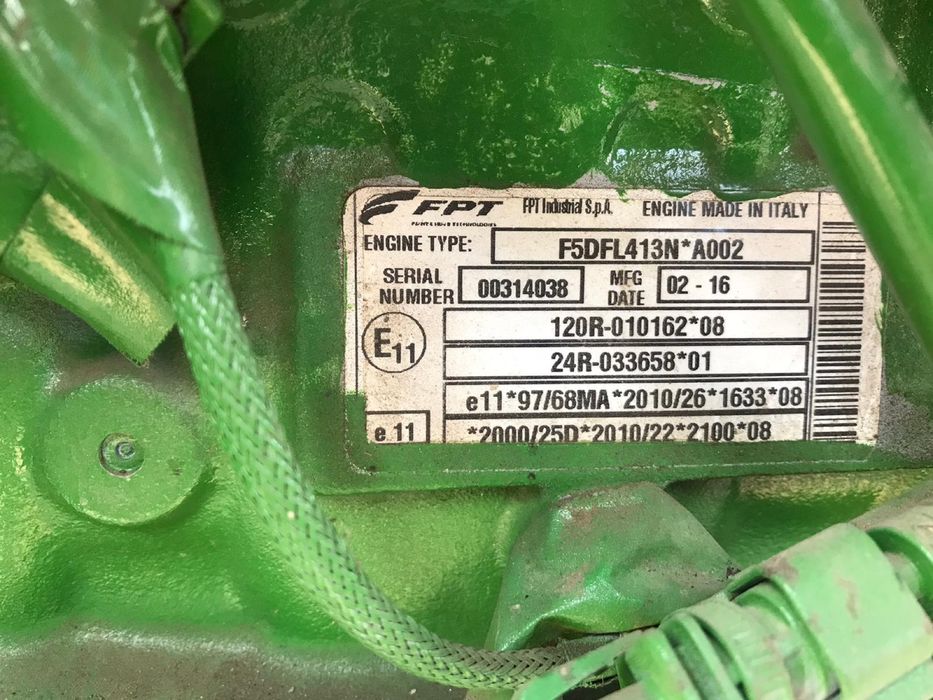 FPT FPT Industrial S.p.A. ENGINE MADE IN ITALY
POWERTRAIN TECHNOLOGIES
ENGINE TYPE: F5DFL413N*A002
SERIAL NUMBER 00314038 MFG DATE 02 - 16
120R-010162*08
E11 24R-033658*01
e11*97/68MA*2010/26*1633*08
e 11 *2000/25D*2010/22*2100*08